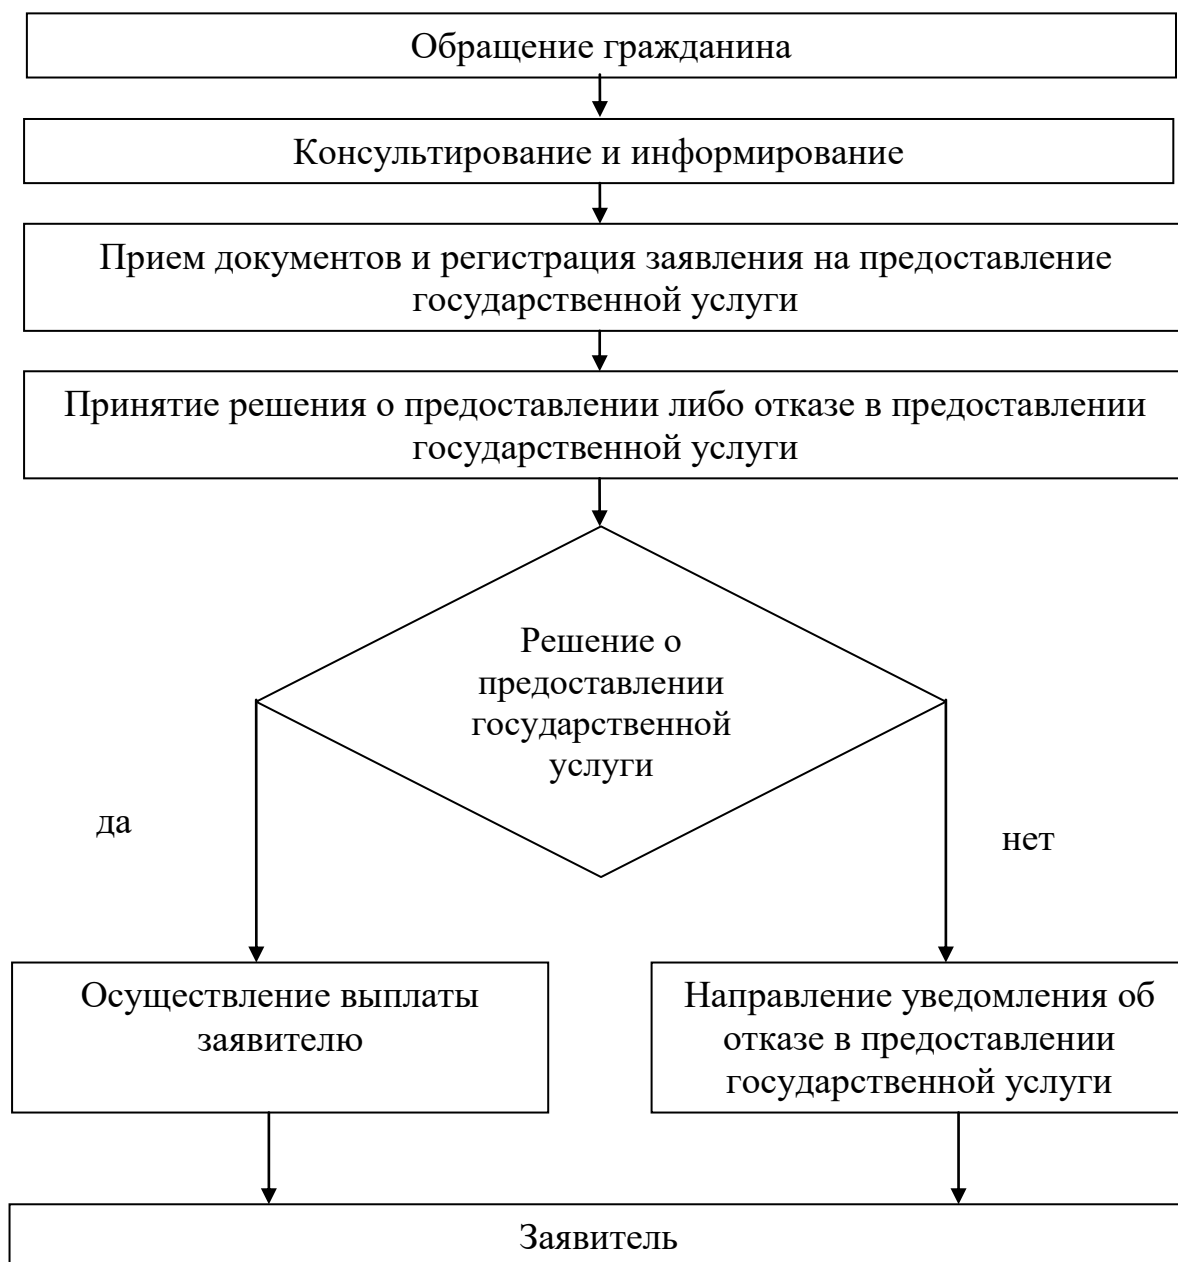 Обращение гражданина
Консультирование и информирование
Прием документов и регистрация заявления на предоставление
государственной услуги
Принятие решения о предоставлении либо отказе в предоставлении
государственной услуги
Решение о
предоставлении
государственной
услуги
да
нет
Осуществление выплаты
заявителю
Направление уведомления об
отказе в предоставлении
государственной услуги
Заявитель